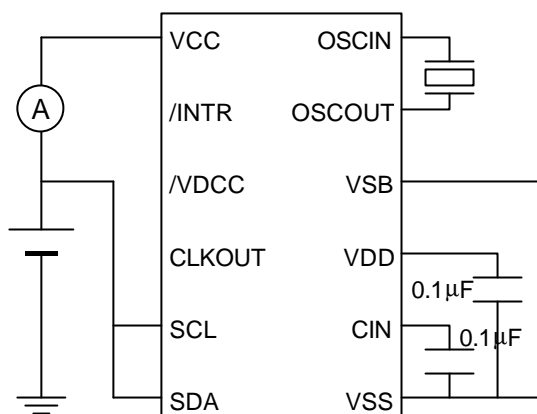 VCC OSCIN
A
/INTR OSCOUT
/VDCC VSB
CLKOUT VDD
0.1μF
SCL CIN
0.1μF
SDA VSS